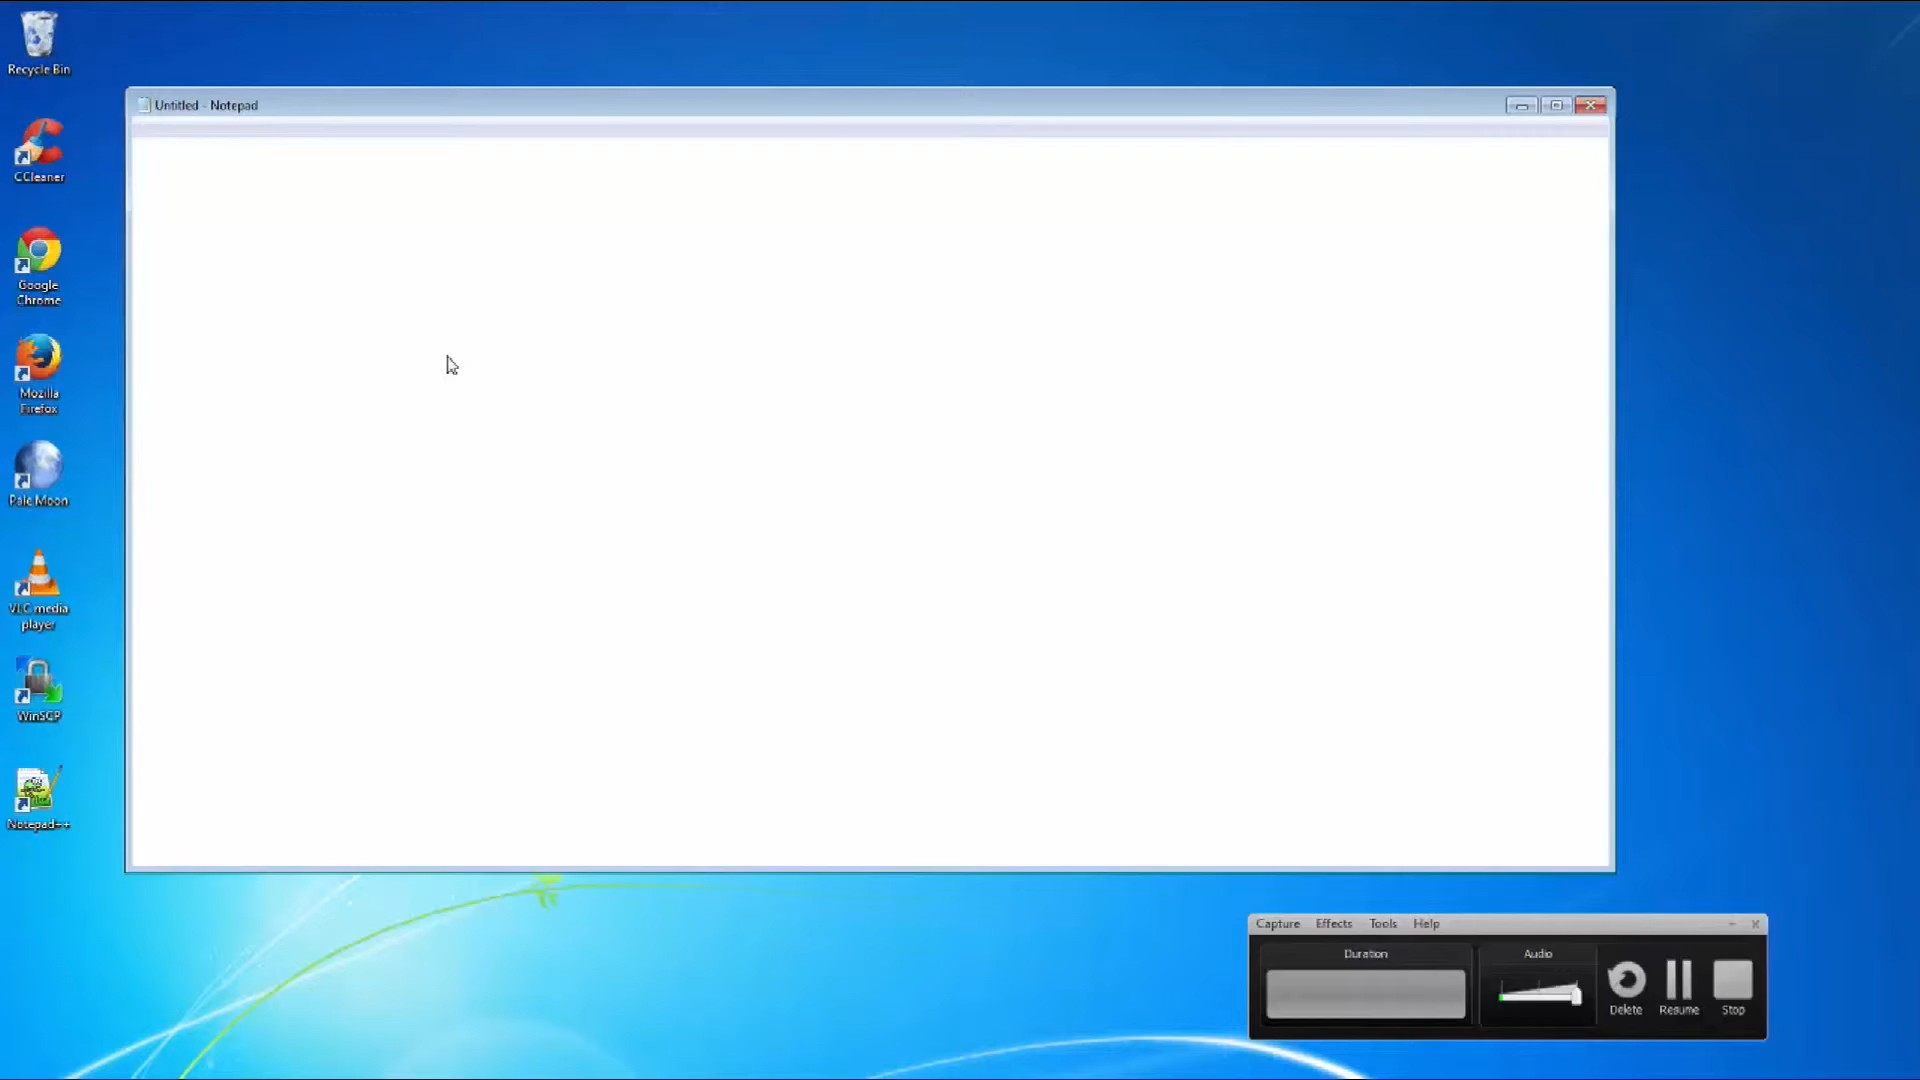 Recycle Bin
Untitled - Notepad
CCleaner
Google
Chrome
Mozilla
Firefox
Pale Moon
VLC media
player
WinSCP
Notepad++
Capture Effects Tools Help
Duration
Audio
Delete
Resume
Stop